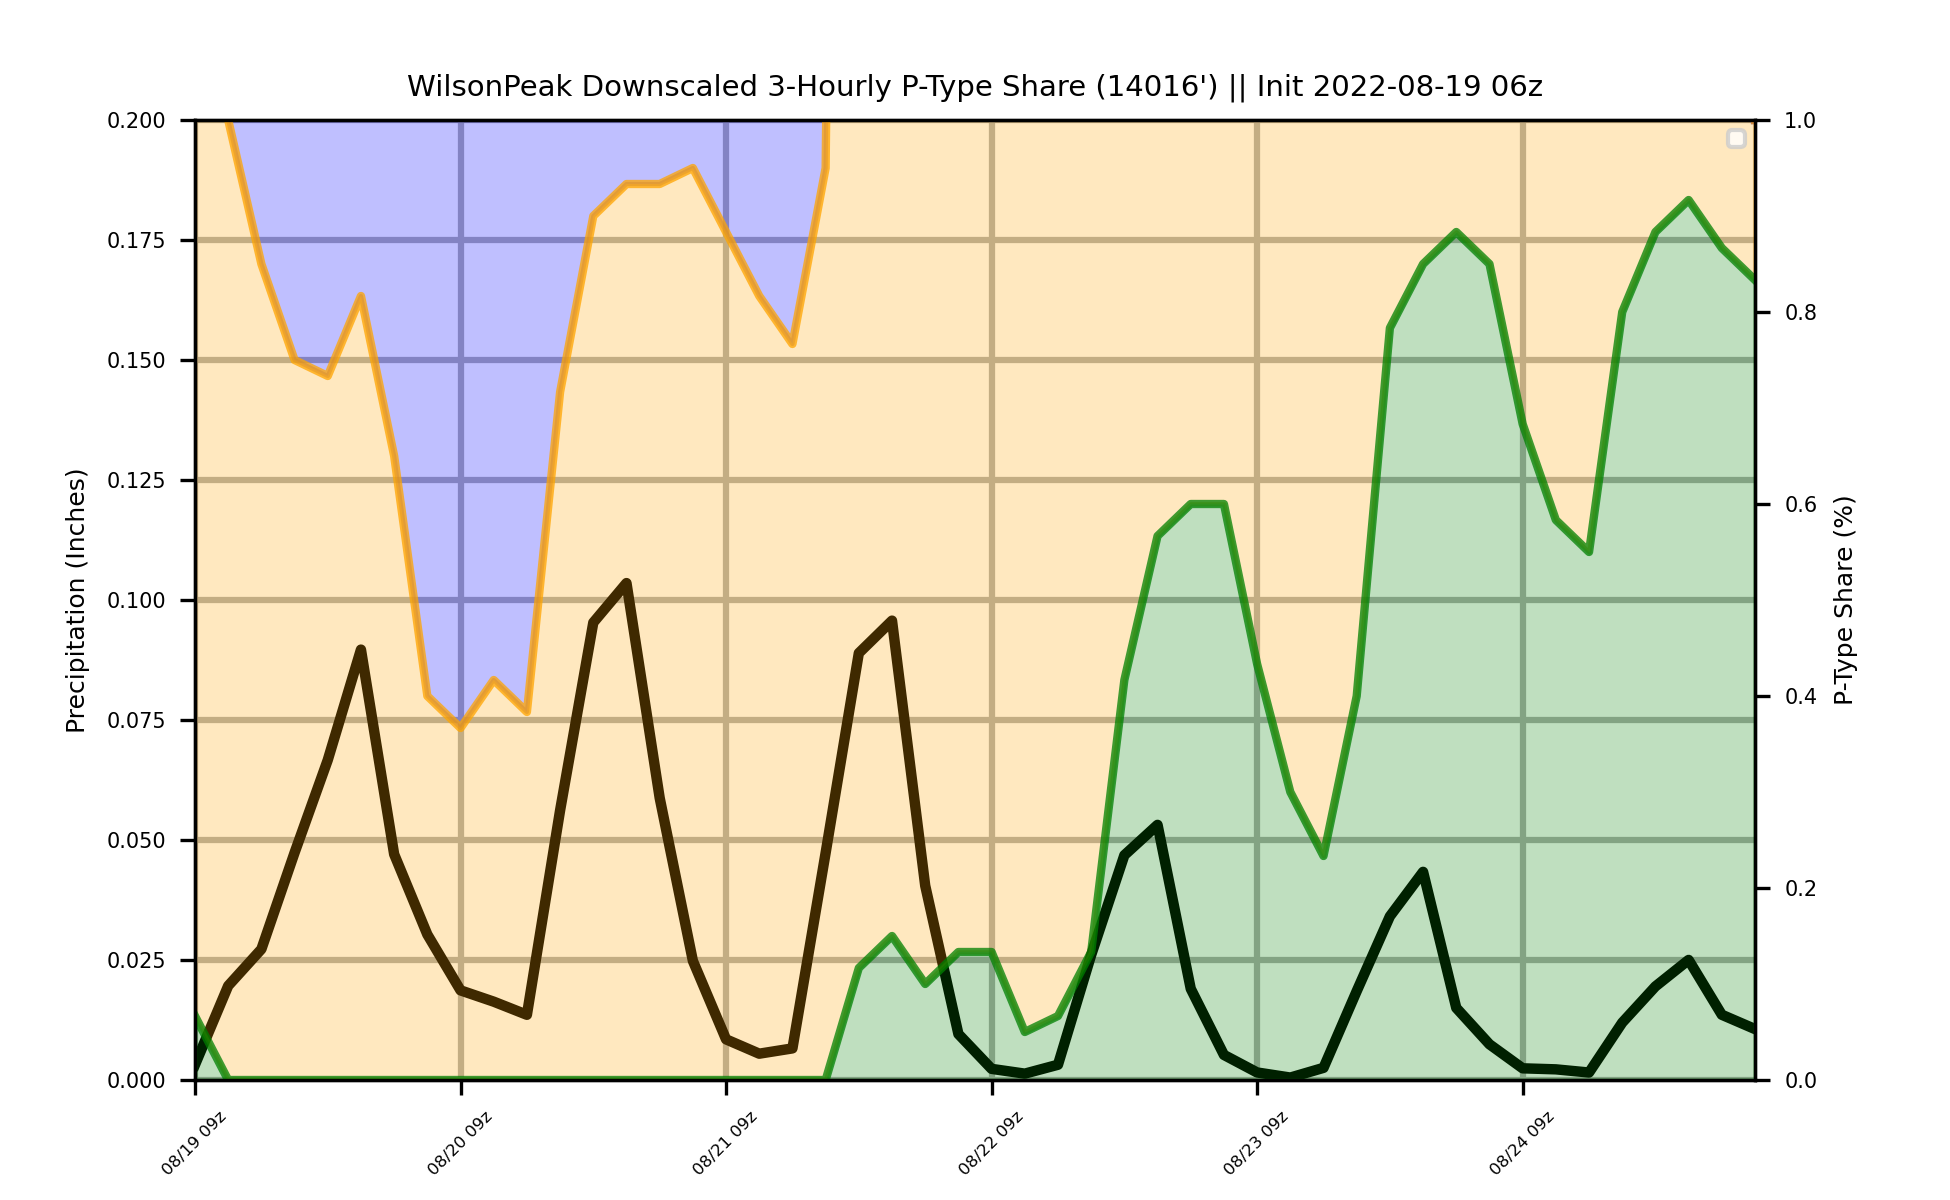 WilsonPeak Downscaled 3-Hourly P-Type Share (14016') || Init 2022-08-19 06z
0.200
0.175
0.150
0.125
0.100
0.075
0.050
0.025
0.000
Precipitation (Inches)
1.0
0.8
0.6
0.4
0.2
0.0
P-Type Share (%)
08/19 09z
08/20 09z
08/21 09z
08/22 09z
08/23 09z
08/24 09z